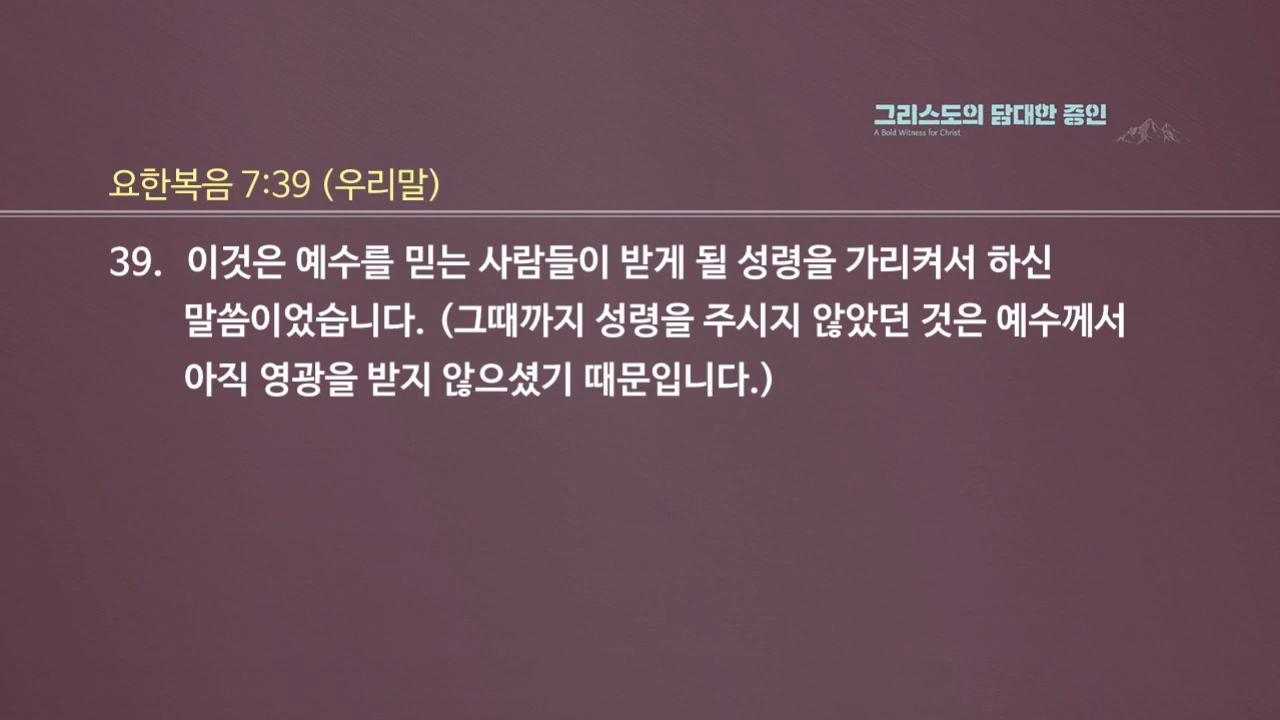 그리스도의 담대한 증인
A Bold Witness for Christ
요한복음 7:39 (우리말)
39. 이것은 예수를 믿는 사람들이 받게 될 성령을 가리켜서 하신
말씀이었습니다. (그때까지 성령을 주시지 않았던 것은 예수께서
아직 영광을 받지 않으셨기 때문입니다.)